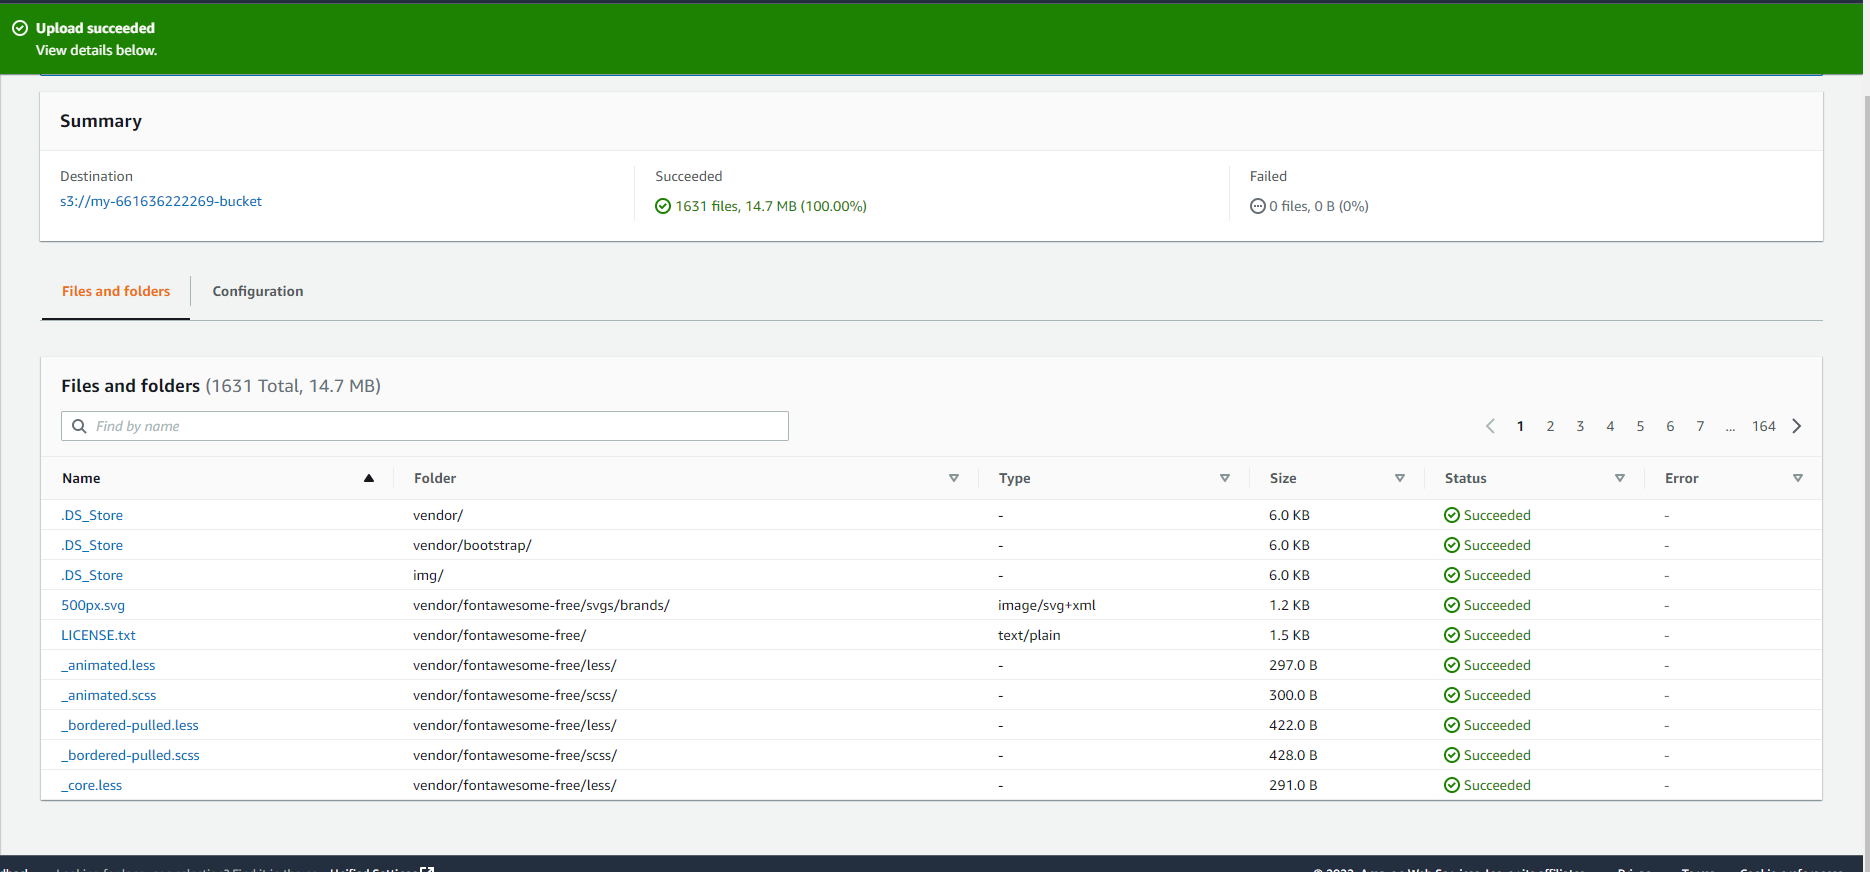 Upload succeeded
View details below.
Summary
Destination
s3://my-661636222269-bucket
Succeeded
1631 files, 14.7 MB (100.00%)
Failed
0 files, 0 B (0%)
Files and folders
Configuration
Files and folders (1631 Total, 14.7 MB)
Find by name
1 2 3 4 5 6 7 ... 164
Name Folder Type Size Status Error
.DS_Store vendor/ - 6.0 KB Succeeded -
.DS_Store vendor/bootstrap/ - 6.0 KB Succeeded -
.DS_Store img/ - 6.0 KB Succeeded -
500px.svg vendor/fontawesome-free/svgs/brands/ image/svg+xml 1.2 KB Succeeded -
LICENSE.txt vendor/fontawesome-free/ text/plain 1.5 KB Succeeded -
_animated.less vendor/fontawesome-free/less/ - 297.0 B Succeeded -
_animated.scss vendor/fontawesome-free/scss/ - 300.0 B Succeeded -
_bordered-pulled.less vendor/fontawesome-free/less/ - 422.0 B Succeeded -
_bordered-pulled.scss vendor/fontawesome-free/scss/ - 428.0 B Succeeded -
_core.less vendor/fontawesome-free/less/ - 291.0 B Succeeded -
Unified Settings
Privacy Terms Cookie preferences